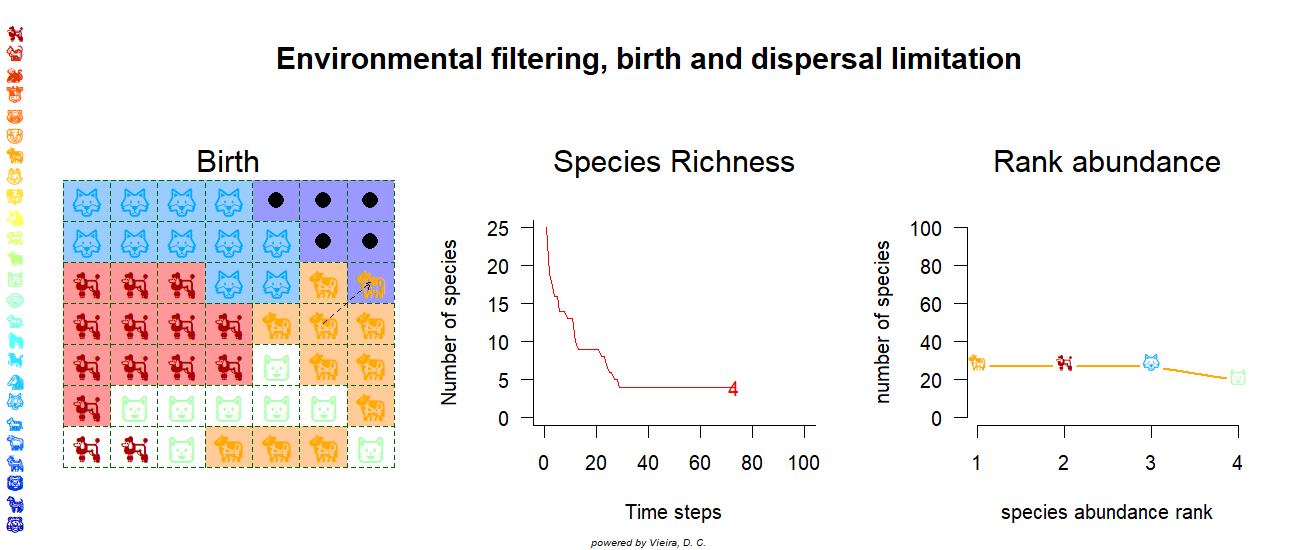 Environmental filtering, birth and dispersal limitation
Birth
Species Richness
Rank abundance
Number of species
25
20
15
10
5
0
4
0 20 40 60 80 100
Time steps
number of species
100
80
60
40
20
0
1 2 3 4
species abundance rank
powered by Vieira, D. C.